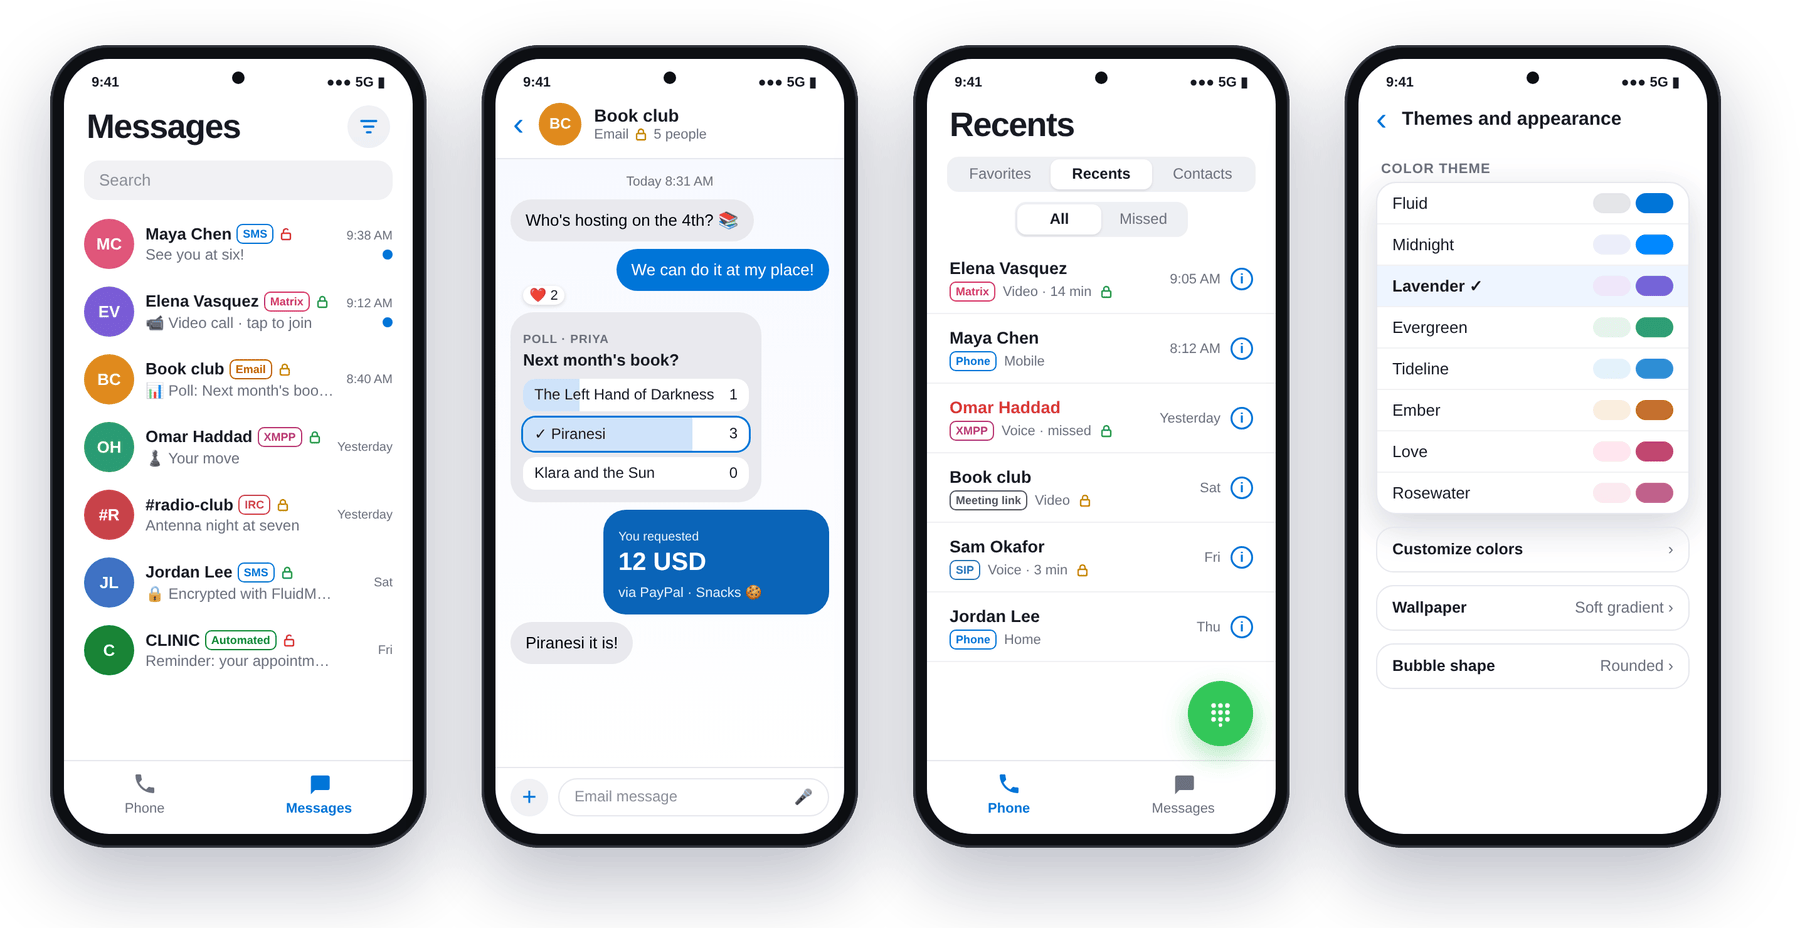 9:41 ●●● 5G ▮
Messages
Search
MC Maya Chen SMS 9:38 AM
See you at six!
EV Elena Vasquez Matrix 9:12 AM
📹 Video call · tap to join
BC Book club Email 8:40 AM
📊 Poll: Next month's boo…
OH Omar Haddad XMPP Yesterday
♟️ Your move
#R #radio-club IRC Yesterday
Antenna night at seven
JL Jordan Lee SMS Sat
🔒 Encrypted with FluidM…
C CLINIC Automated Fri
Reminder: your appointm…
Phone Messages
9:41 ●●● 5G ▮
‹ BC Book club
Email 5 people
Today 8:31 AM
Who's hosting on the 4th? 📚
We can do it at my place!
❤️ 2
POLL · PRIYA
Next month's book?
The Left Hand of Darkness 1
✓ Piranesi 3
Klara and the Sun 0
You requested
12 USD
via PayPal · Snacks 🍪
Piranesi it is!
+ Email message 🎤
9:41 ●●● 5G ▮
Recents
Favorites Recents Contacts
All Missed
Elena Vasquez 9:05 AM i
Matrix Video · 14 min
Maya Chen 8:12 AM i
Phone Mobile
Omar Haddad Yesterday i
XMPP Voice · missed
Book club Sat i
Meeting link Video
Sam Okafor Fri i
SIP Voice · 3 min
Jordan Lee Thu i
Phone Home
Phone Messages
9:41 ●●● 5G ▮
‹ Themes and appearance
COLOR THEME
Fluid
Midnight
Lavender ✓
Evergreen
Tideline
Ember
Love
Rosewater
Customize colors ›
Wallpaper Soft gradient ›
Bubble shape Rounded ›